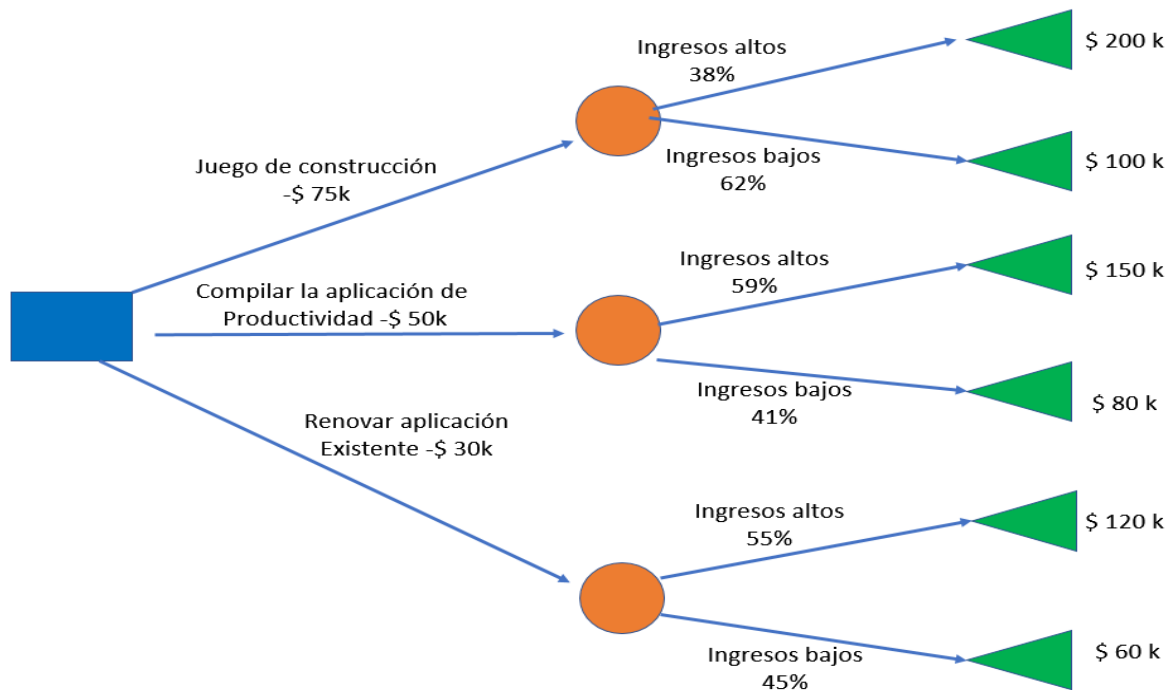 Ingresos altos
38%
$ 200 k
Juego de construcción
-$ 75k
Ingresos bajos
62%
$ 100 k
Compilar la aplicación de
Productividad -$ 50k
Ingresos altos
59%
$ 150 k
Ingresos bajos
41%
$ 80 k
Renovar aplicación
Existente -$ 30k
Ingresos altos
55%
$ 120 k
Ingresos bajos
45%
$ 60 k